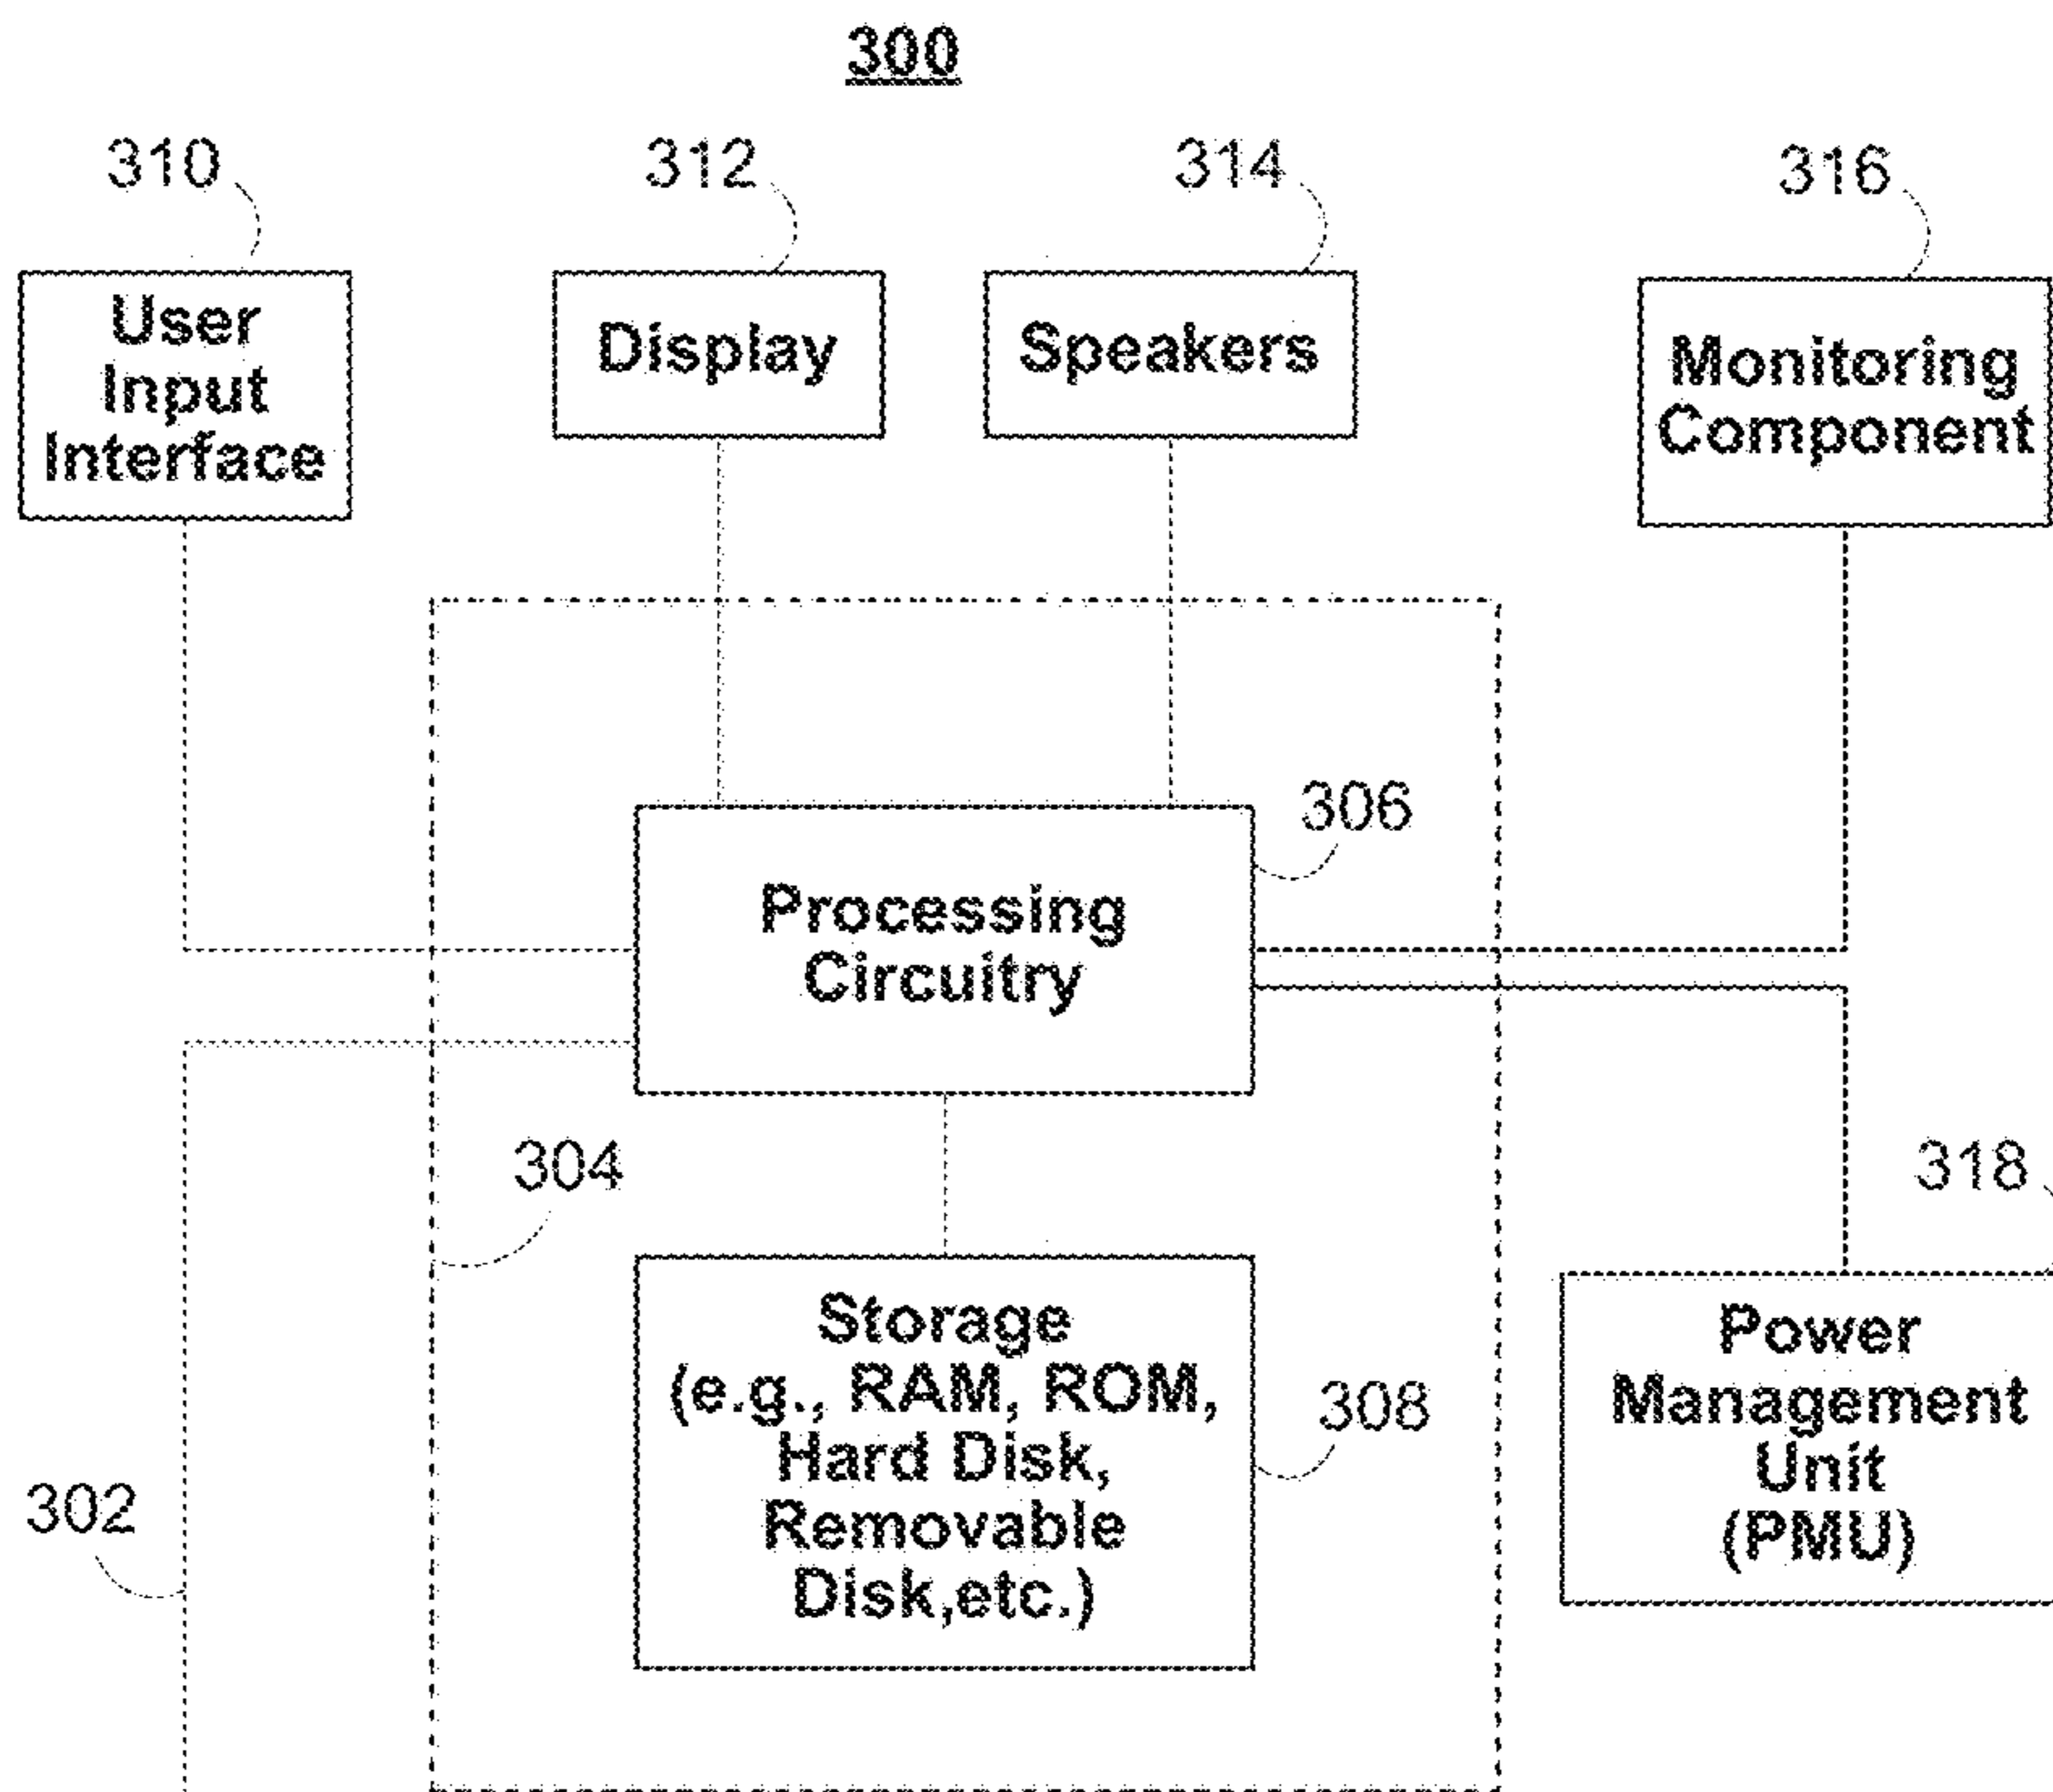 300
310
312
314
316
User
Input
Interface
Display
Speakers
Monitoring
Component
306
Processing
Circuitry
304
318
Storage
(e.g., RAM, ROM,
Hard Disk,
Removable
Disk,etc.)
308
302
Power
Management
Unit
(PMU)